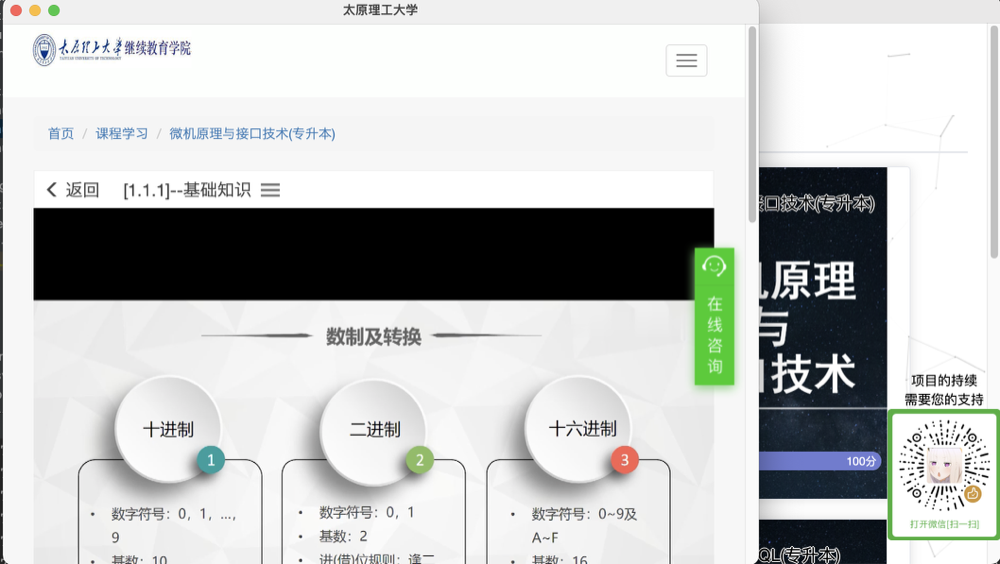 太原理工大学
太原理工大学继续教育学院
TAIYUAN UNIVERSITY OF TECHNOLOGY
首页 / 课程学习 / 微机原理与接口技术(专升本)
返回 [1.1.1]--基础知识
数制及转换
十进制
1
• 数字符号：0，1，...，
9
• 基数：10
二进制
2
• 数字符号：0，1
• 基数：2
• 进(借)位规则：逢二
十六进制
3
• 数字符号：0~9及
A~F
• 基数：16
在线咨询
口技术(专升本)
机原理
与
口技术
100分
QL(专升本)
项目的持续
需要您的支持
打开微信[扫一扫]